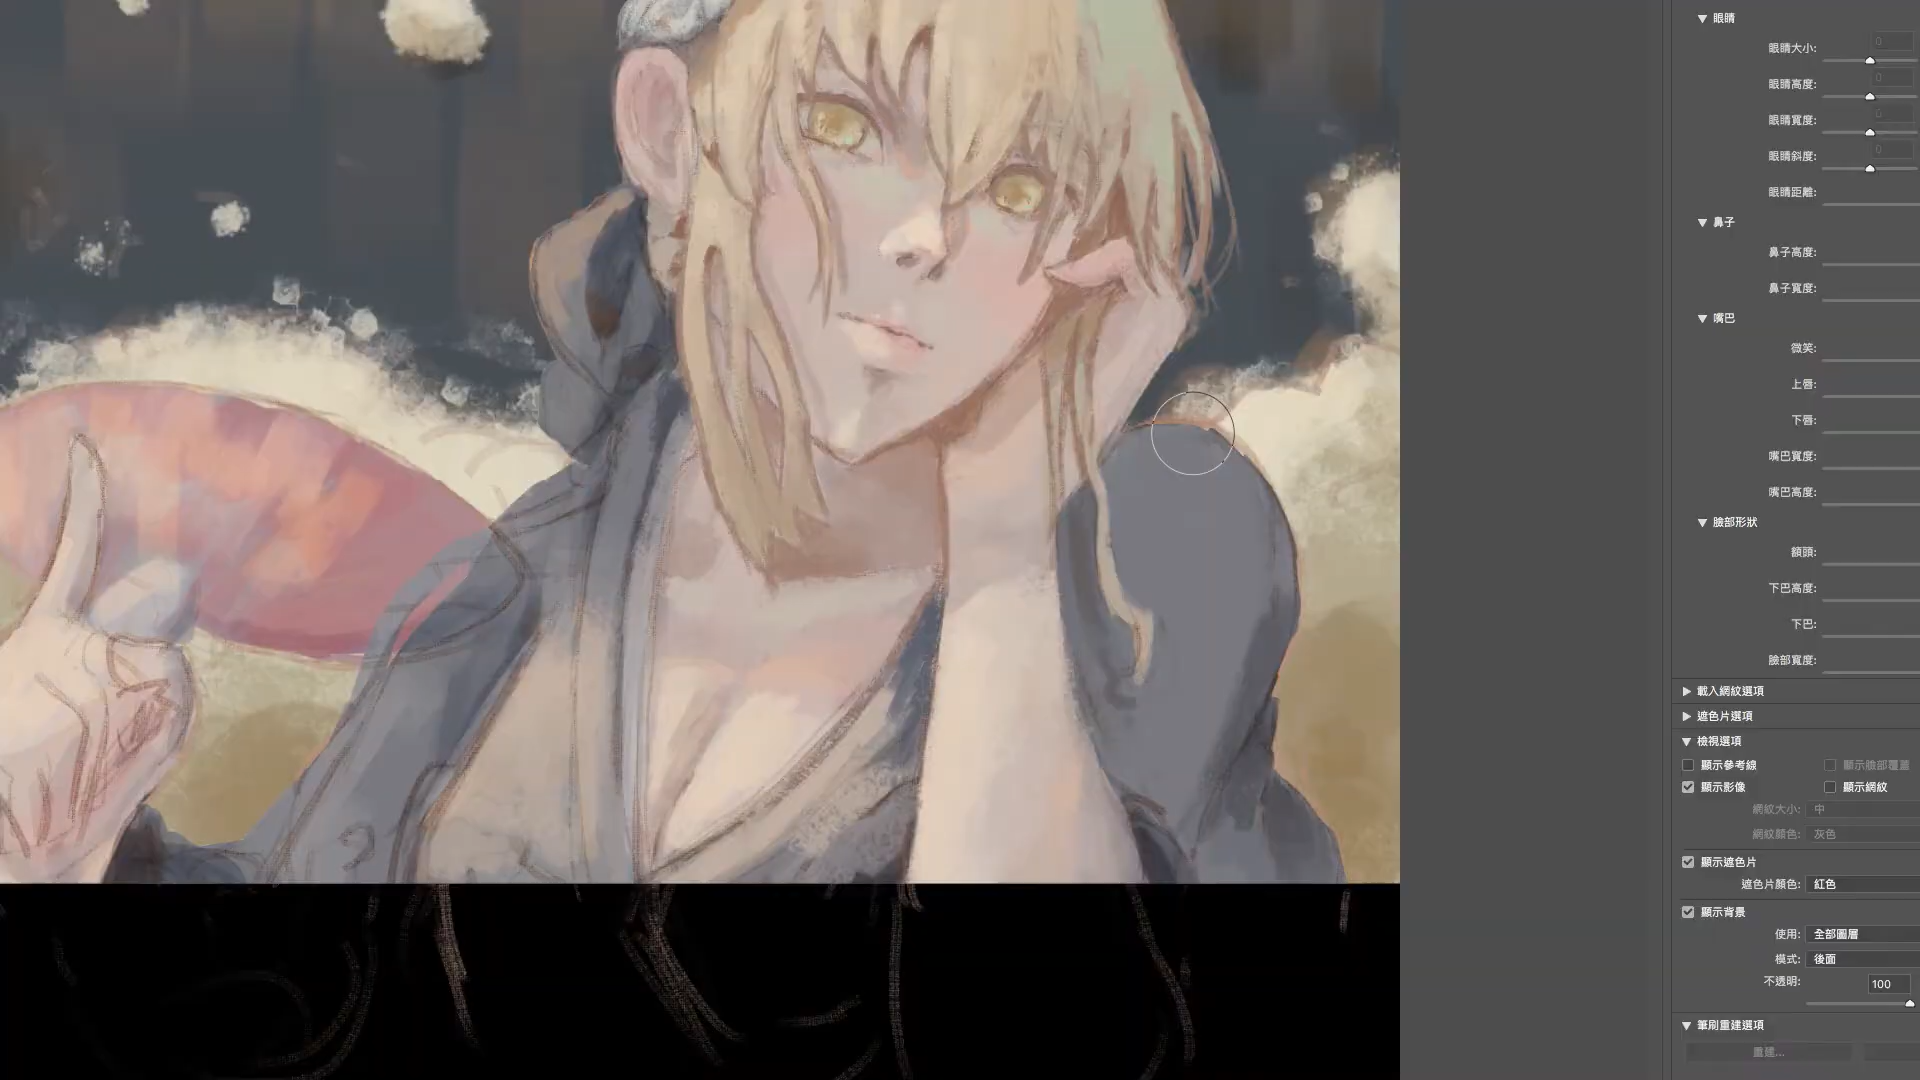 眼睛
眼睛大小: 0
眼睛高度: 0
眼睛寬度: 0
眼睛斜度: 0
眼睛距離:
鼻子
鼻子高度:
鼻子寬度:
嘴巴
微笑:
上唇:
下唇:
嘴巴寬度:
嘴巴高度:
臉部形狀
額頭:
下巴高度:
下巴:
臉部寬度:
載入網紋選項
遮色片選項
檢視選項
顯示參考線 顯示臉部覆蓋
顯示影像 顯示網紋
網紋大小: 中
網紋顏色: 灰色
顯示遮色片
遮色片顏色: 紅色
顯示背景
使用: 全部圖層
模式: 後面
不透明: 100
筆刷重建選項
重建...